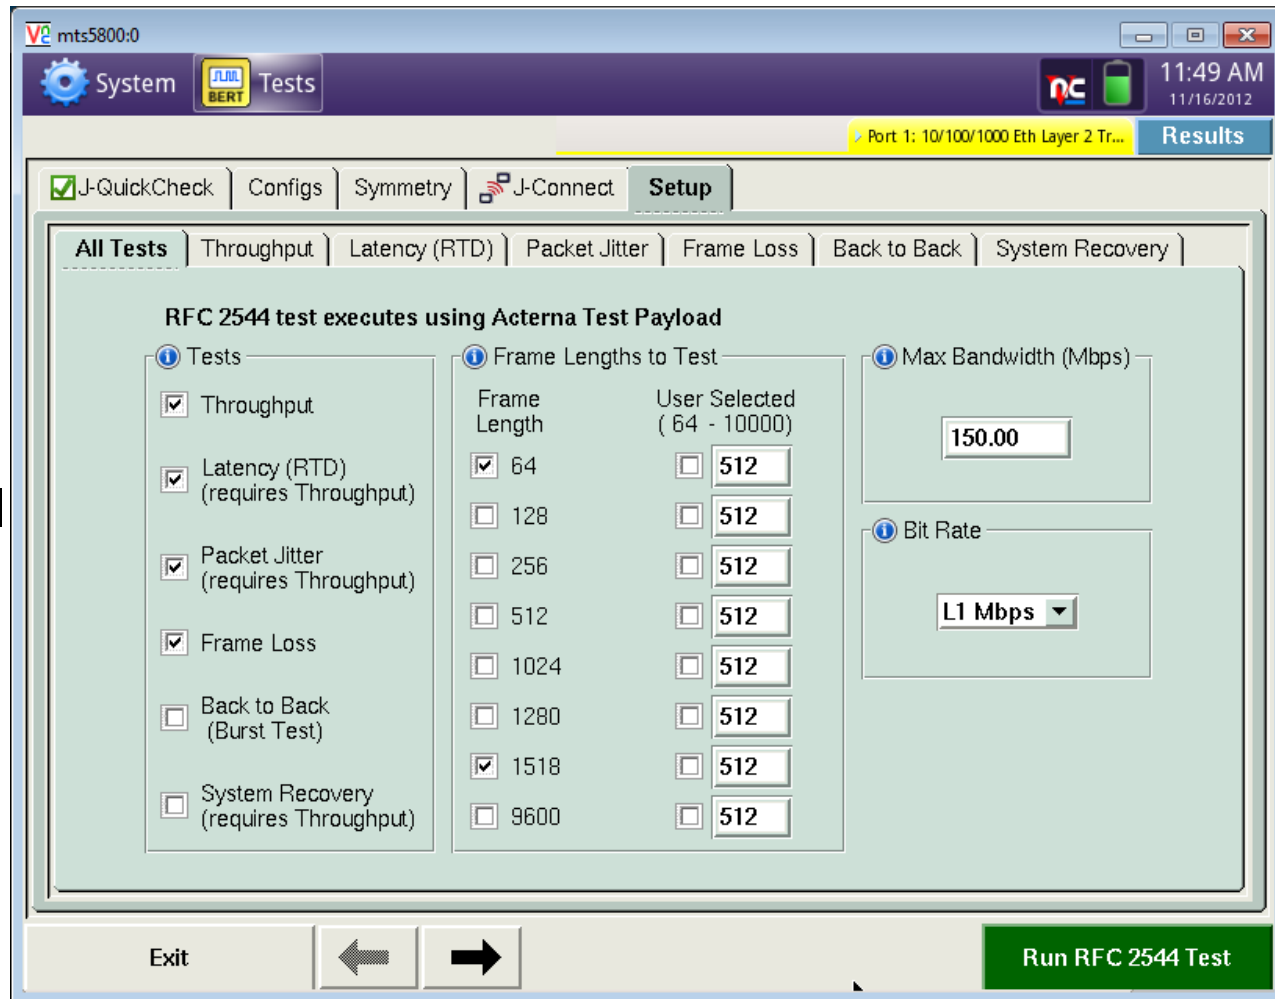 mts5800:0
System
BERT
Tests
11:49 AM
11/16/2012
Port 1: 10/100/1000 Eth Layer 2 Tr...
Results
J-QuickCheck
Configs
Symmetry
J-Connect
Setup
All Tests
Throughput
Latency (RTD)
Packet Jitter
Frame Loss
Back to Back
System Recovery
RFC 2544 test executes using Acterna Test Payload
Tests
Throughput
Latency (RTD)
(requires Throughput)
Packet Jitter
(requires Throughput)
Frame Loss
Back to Back
(Burst Test)
System Recovery
(requires Throughput)
Frame Lengths to Test
Frame
Length
User Selected
( 64 - 10000)
64
512
128
512
256
512
512
512
1024
512
1280
512
1518
512
9600
512
Max Bandwidth (Mbps)
150.00
Bit Rate
L1 Mbps
Exit
Run RFC 2544 Test